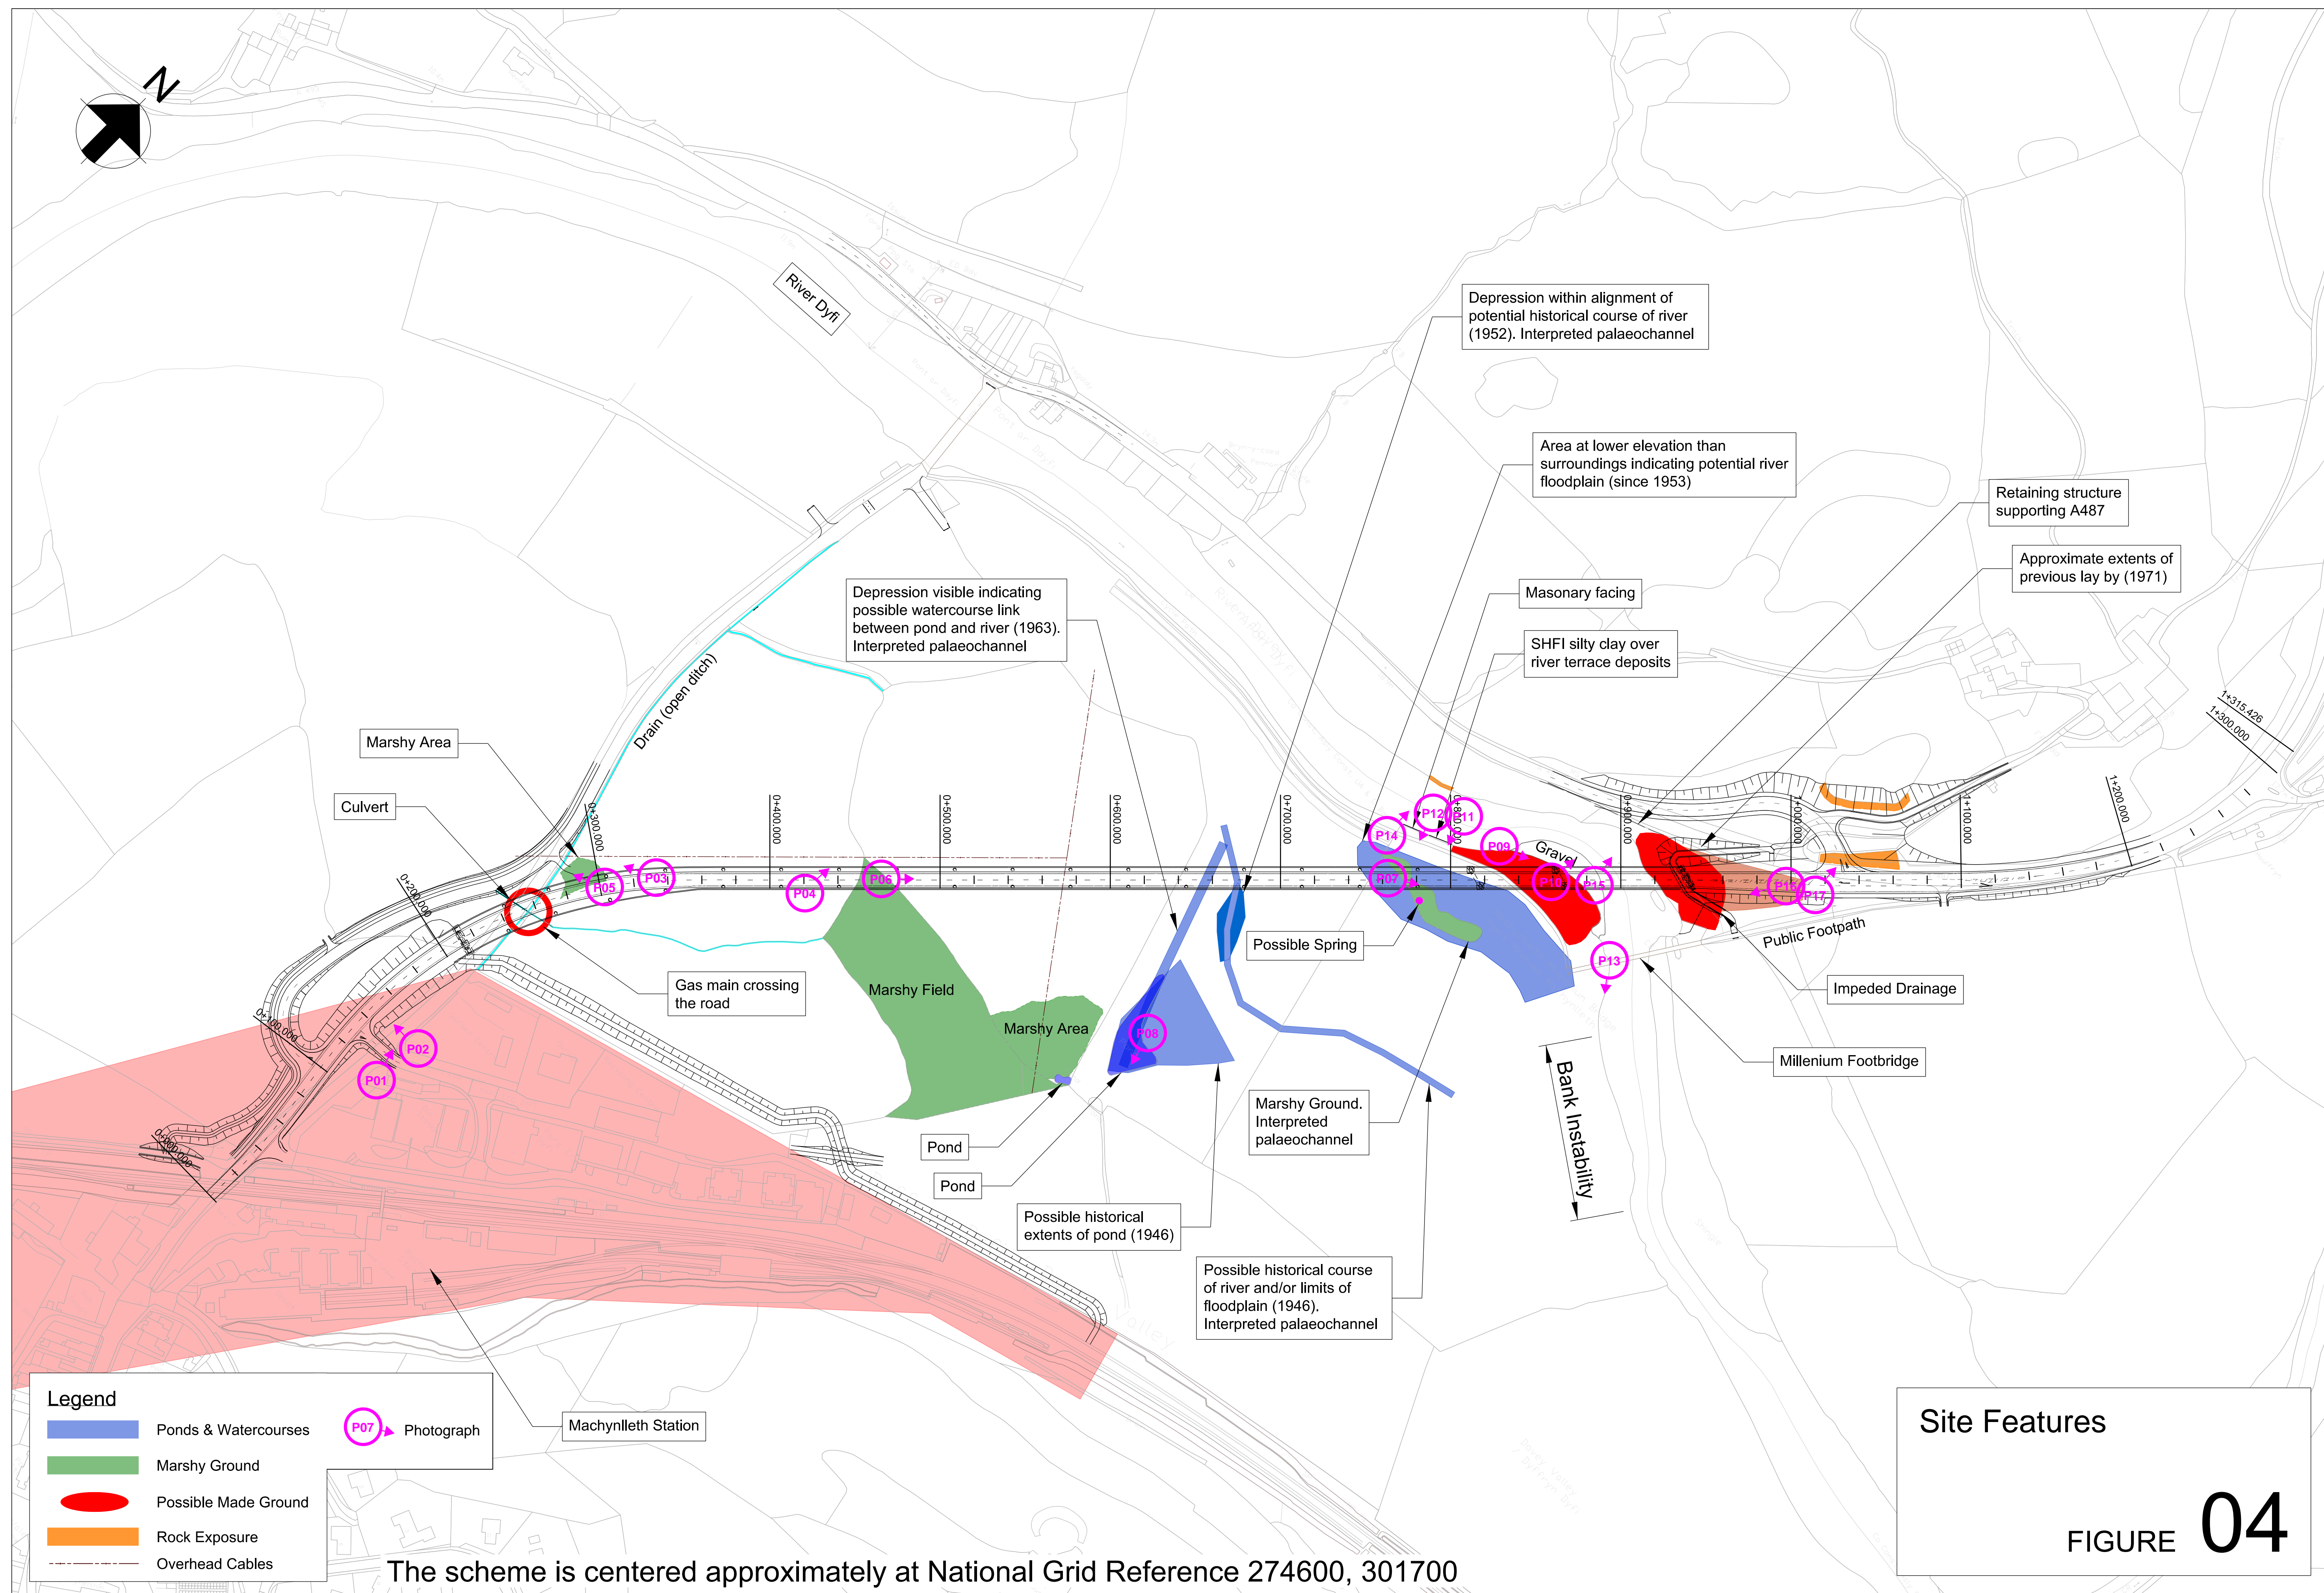 N
River Dyfi
Depression within alignment of
potential historical course of river
(1952). Interpreted palaeochannel
Area at lower elevation than
surroundings indicating potential river
floodplain (since 1953)
Retaining structure
supporting A487
Approximate extents of
previous lay by (1971)
Masonary facing
SHFI silty clay over
river terrace deposits
Depression visible indicating
possible watercourse link
between pond and river (1963).
Interpreted palaeochannel
Drain (open ditch)
Marshy Area
Culvert
0+000.000
0+100.000
0+200.000
0+300.000
0+400.000
0+500.000
0+600.000
0+700.000
0+800.000
0+900.000
1+000.000
1+100.000
1+200.000
1+300.000
1+315.426
P14
P12
P11
P09
Gravel
P05
P03
P04
P06
P07
P10
P15
P16
P17
Public Footpath
Possible Spring
P13
Gas main crossing
the road
Marshy Field
Marshy Area
P08
P02
P01
Impeded Drainage
Millenium Footbridge
Bank Instability
Marshy Ground.
Interpreted
palaeochannel
Pond
Pond
Possible historical
extents of pond (1946)
Possible historical course
of river and/or limits of
floodplain (1946).
Interpreted palaeochannel
Machynlleth Station
Legend
Ponds & Watercourses
P07
Photograph
Marshy Ground
Possible Made Ground
Rock Exposure
Overhead Cables
The scheme is centered approximately at National Grid Reference 274600, 301700
Site Features
FIGURE 04